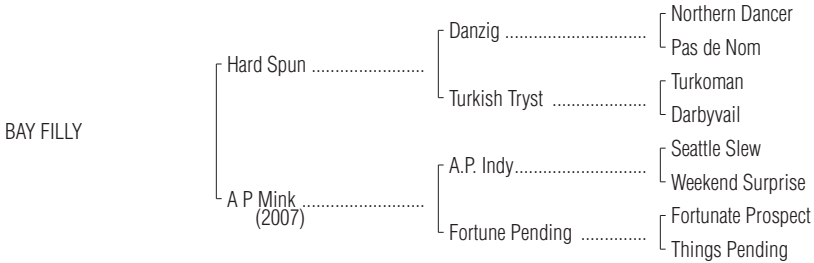 Northern Dancer
Danzig ..............................
Pas de Nom
Hard Spun ........................
Turkoman
Turkish Tryst ....................
Darbyvail
BAY FILLY
Seattle Slew
A.P. Indy............................
Weekend Surprise
A P Mink ..........................
(2007)
Fortunate Prospect
Fortune Pending ..............
Things Pending